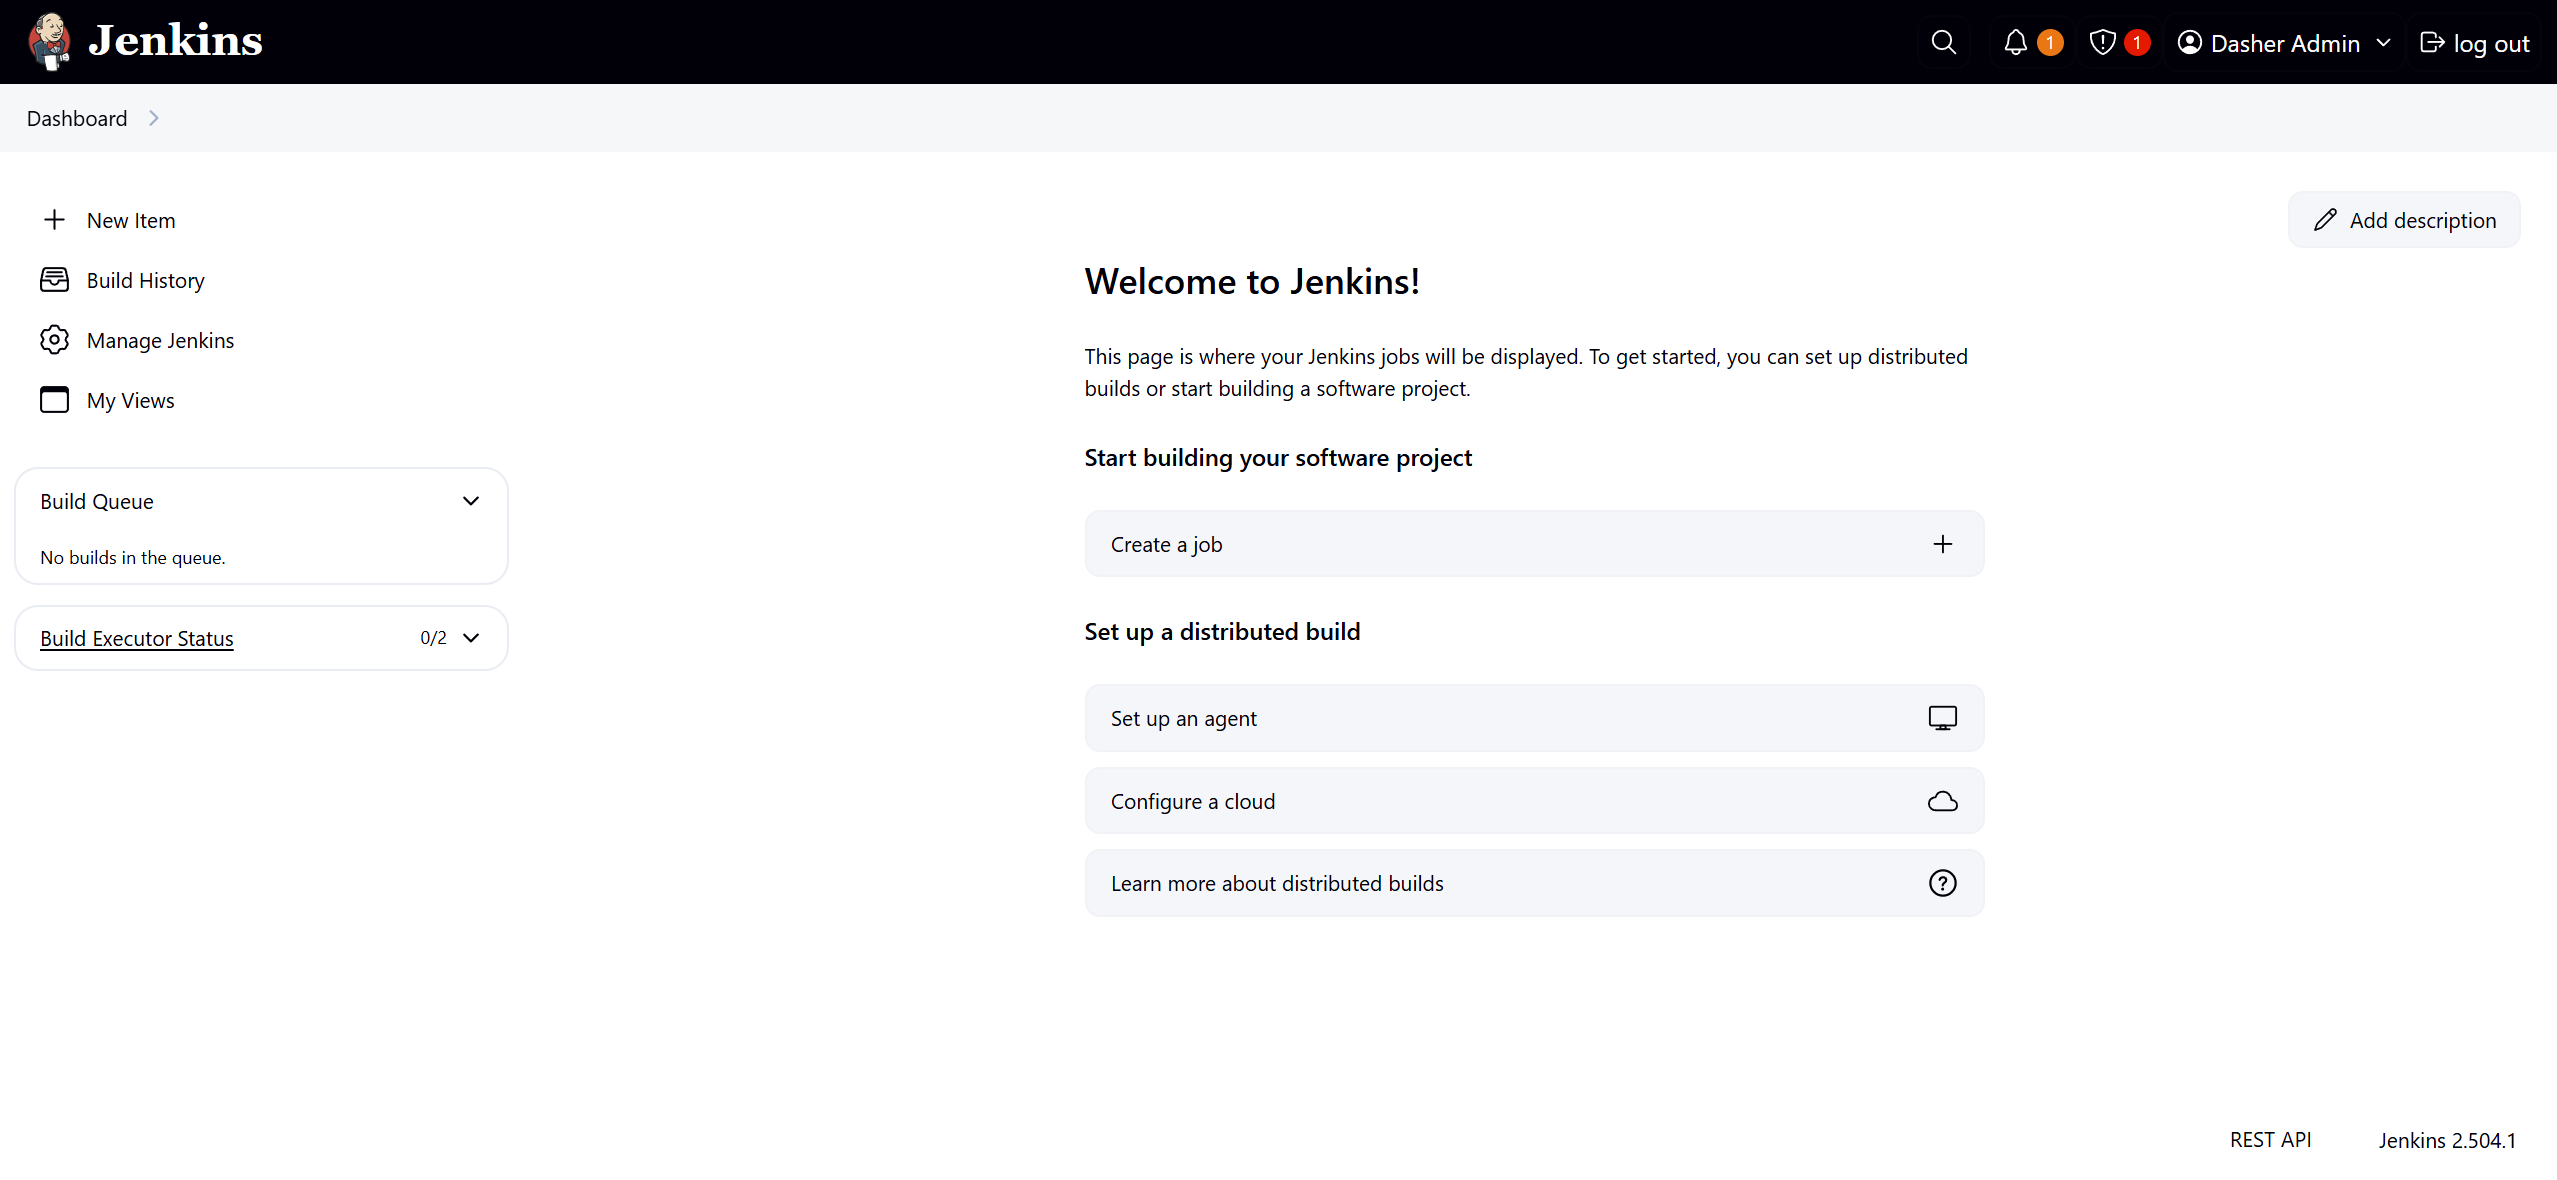 Jenkins
1
1
Dasher Admin
log out
Dashboard
New Item
Build History
Manage Jenkins
My Views
Build Queue
No builds in the queue.
Build Executor Status
0/2
Add description
Welcome to Jenkins!
This page is where your Jenkins jobs will be displayed. To get started, you can set up distributed
builds or start building a software project.
Start building your software project
Create a job
Set up a distributed build
Set up an agent
Configure a cloud
Learn more about distributed builds
REST API
Jenkins 2.504.1